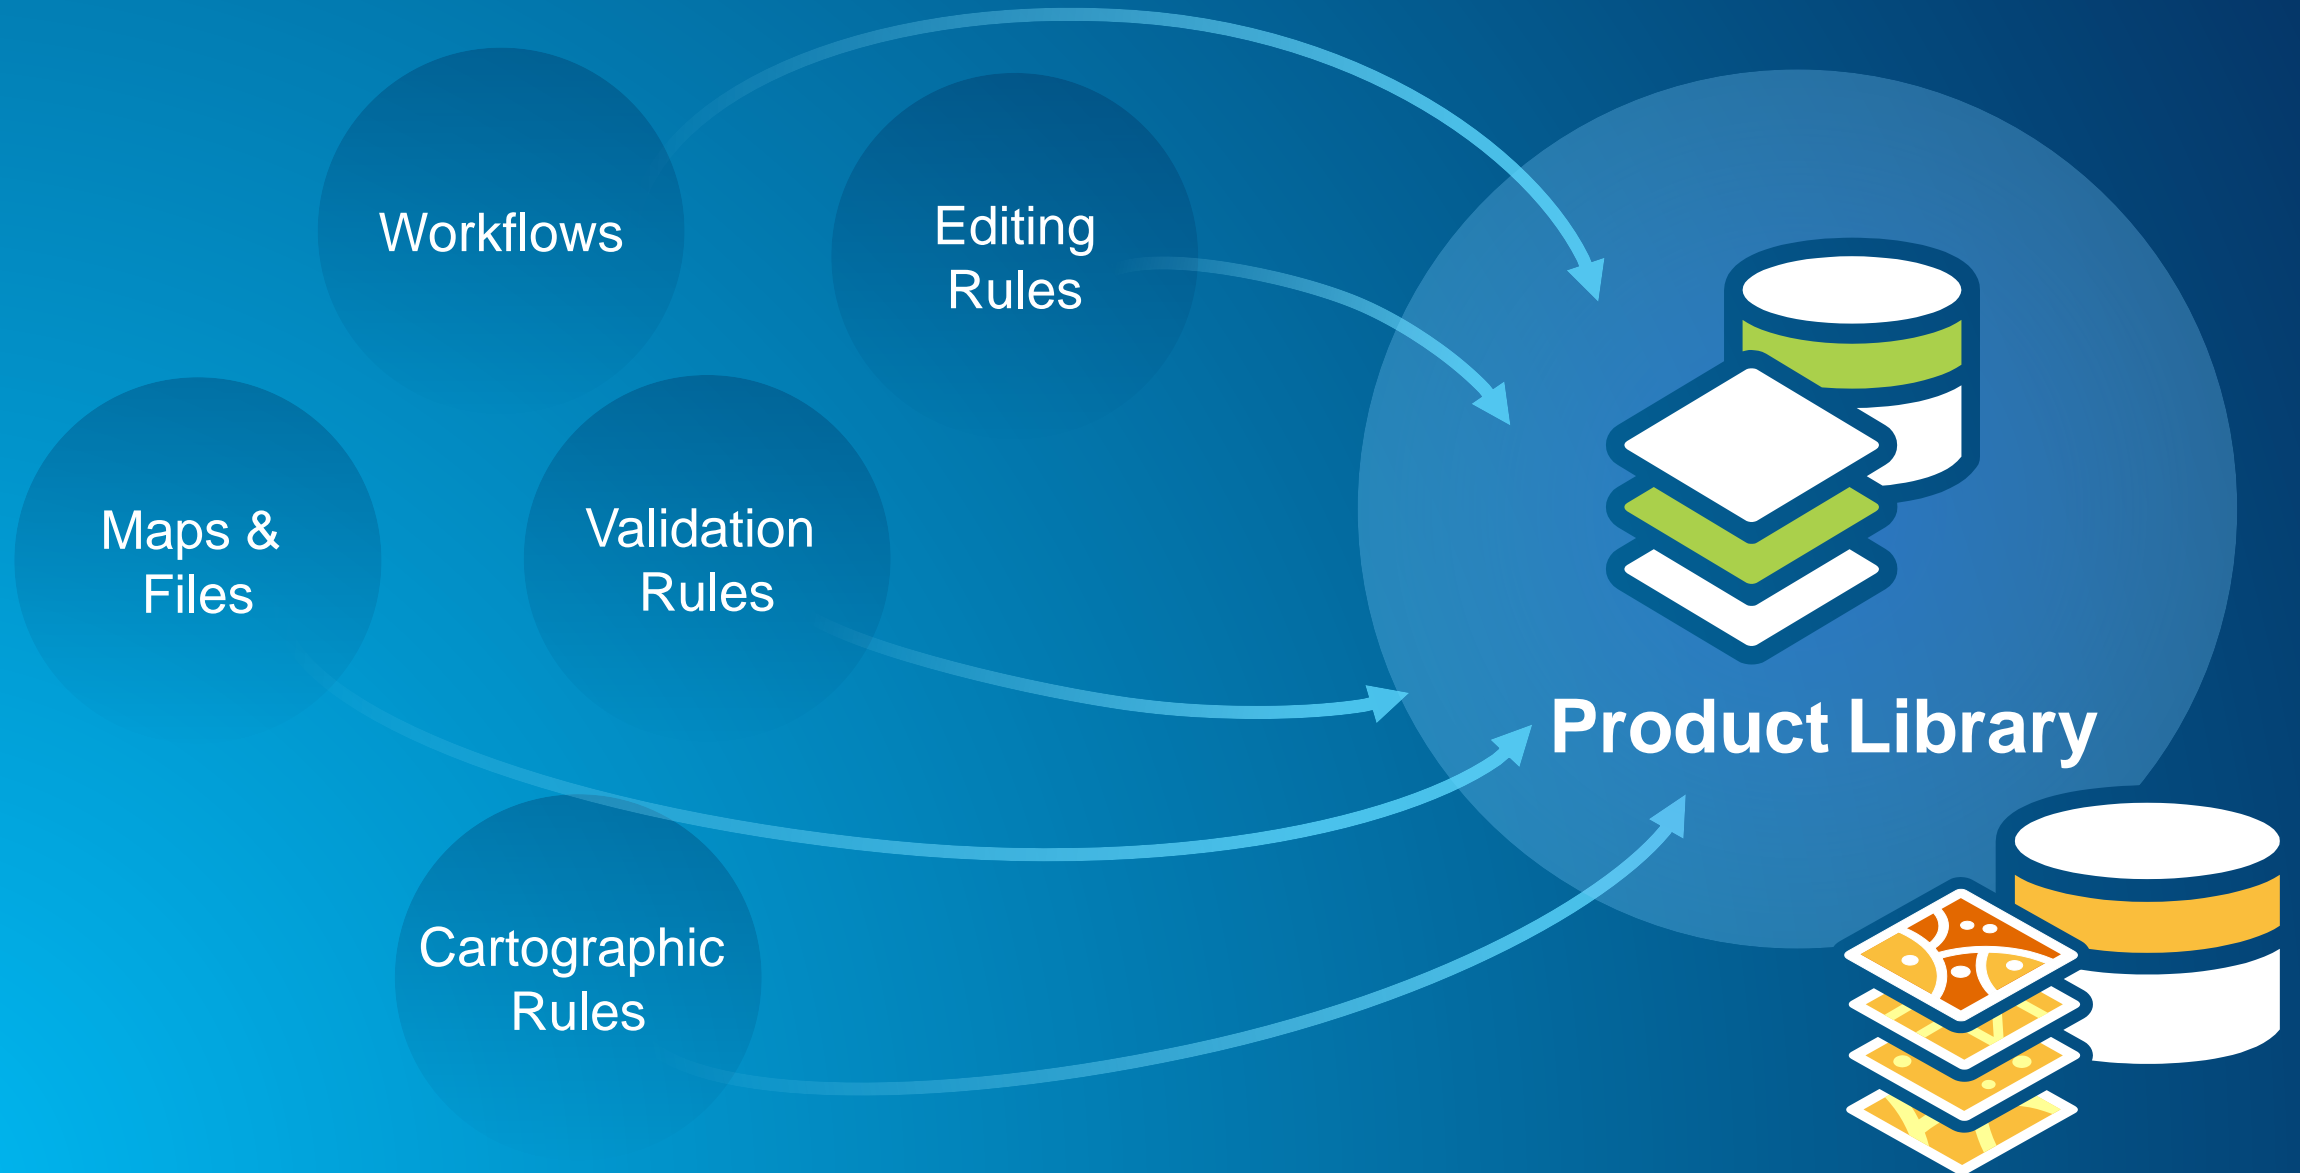 Workflows
Editing
Rules
Maps &
Files
Validation
Rules
Product Library
Cartographic
Rules